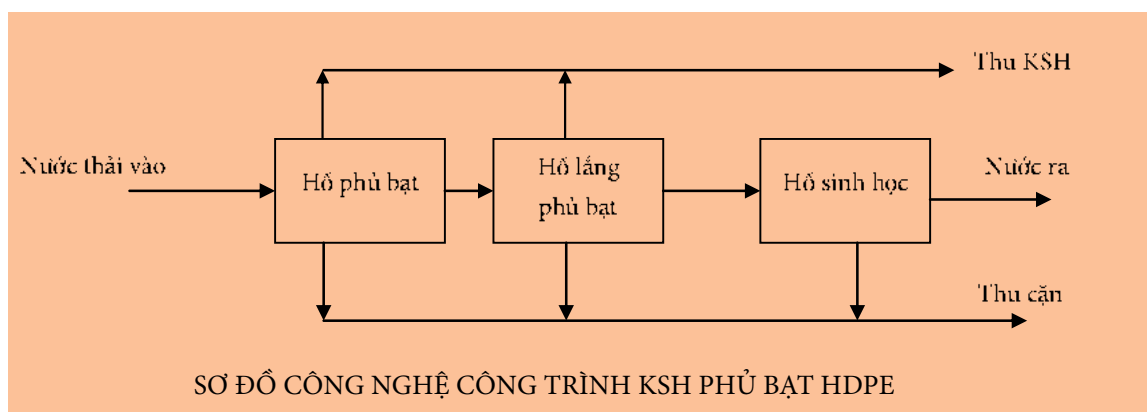 Thu KSH
Nước thải vào
Hồ phủ bạt
Hồ lắng
phủ bạt
Hồ sinh học
Nước ra
Thu cặn
SƠ ĐỒ CÔNG NGHỆ CÔNG TRÌNH KSH PHỦ BẠT HDPE